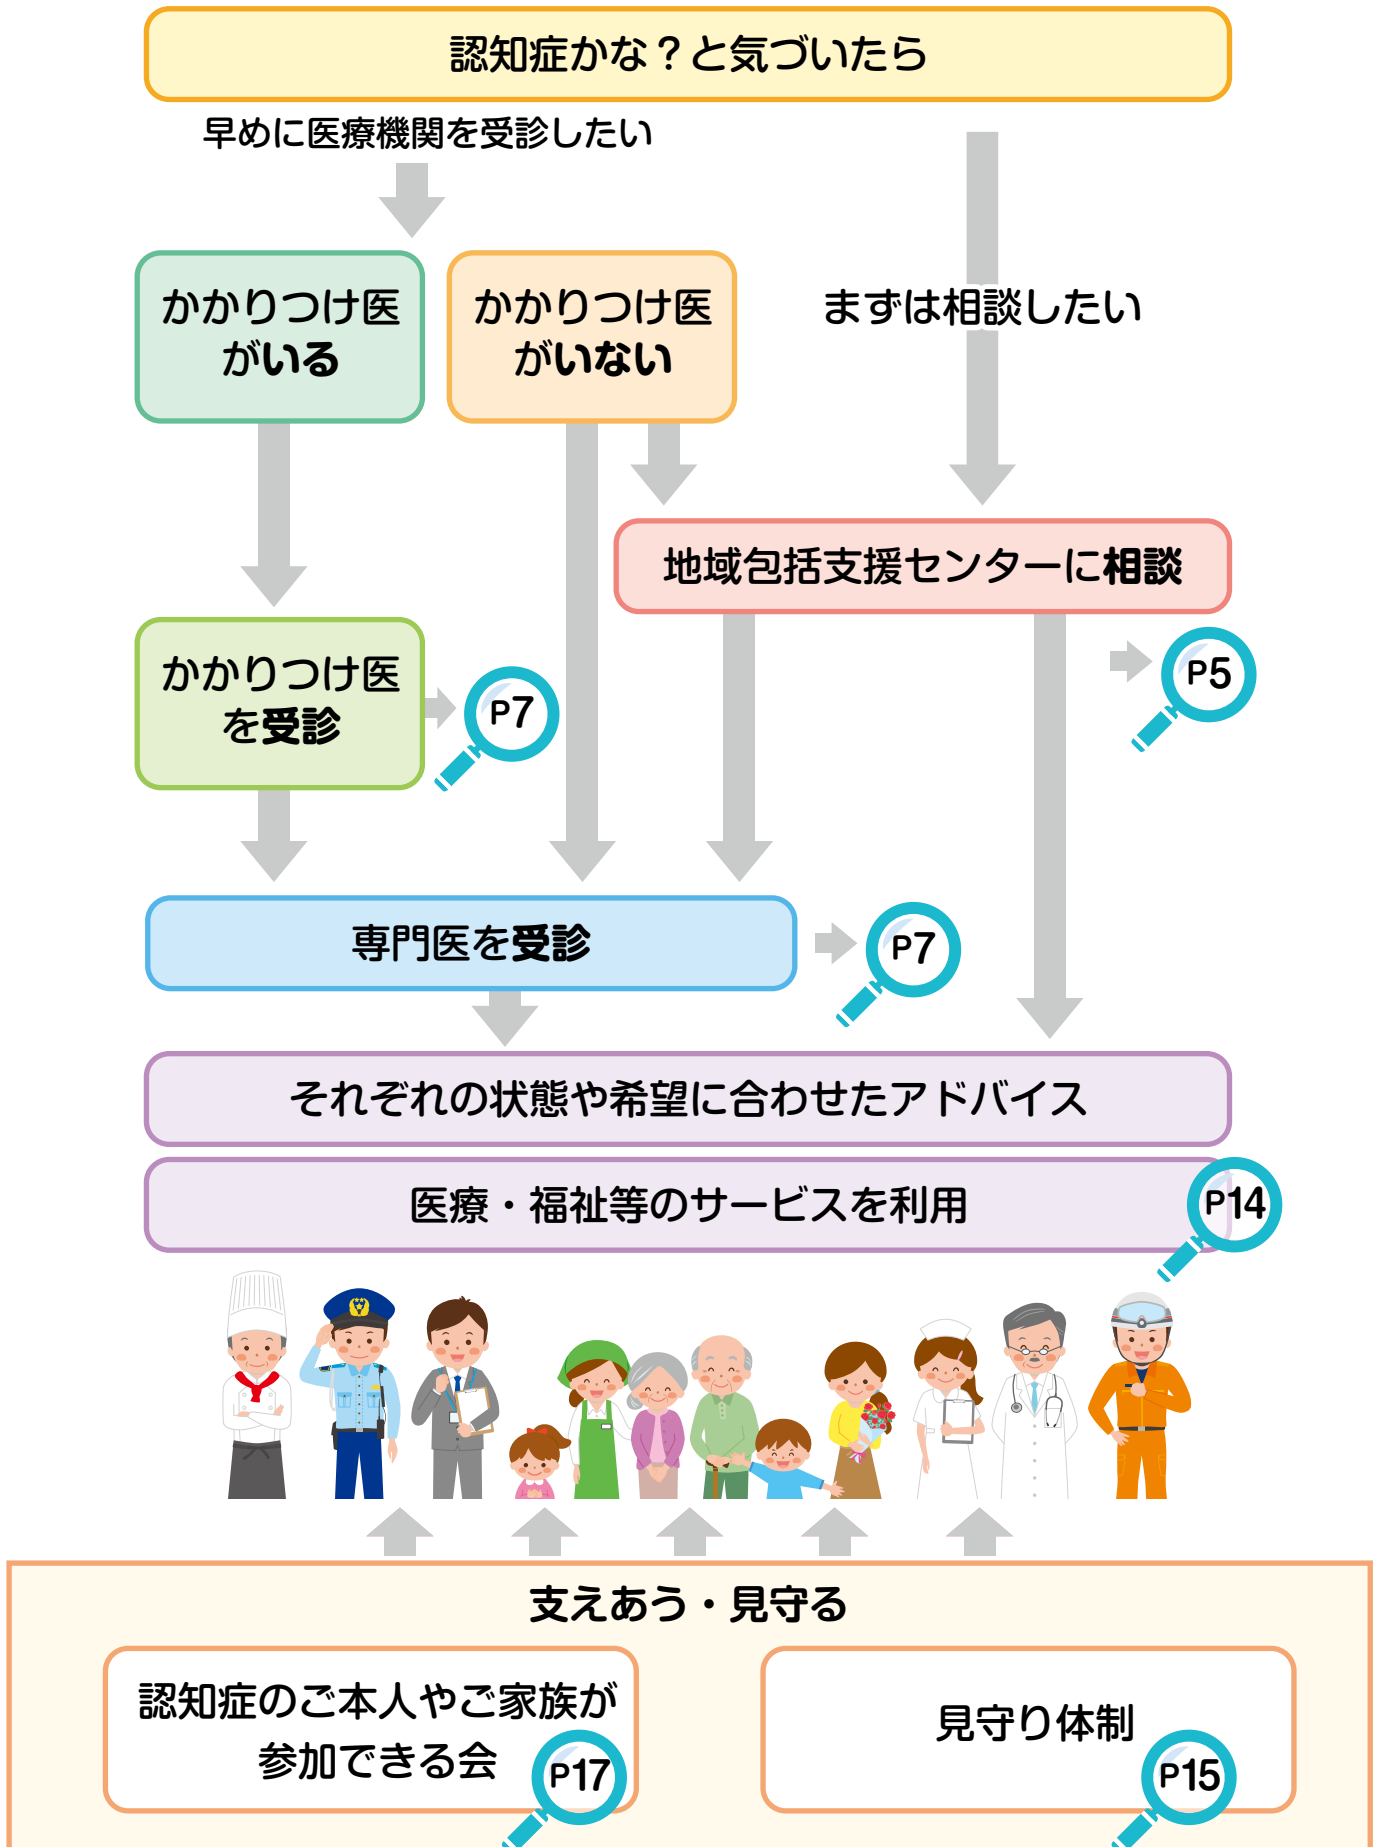 認知症かな？と気づいたら
早めに医療機関を受診したい
かかりつけ医
がいる
かかりつけ医
がいない
まずは相談したい
地域包括支援センターに相談
P5
かかりつけ医
を受診
P7
専門医を受診
P7
それぞれの状態や希望に合わせたアドバイス
医療・福祉等のサービスを利用
P14
支えあう・見守る
認知症のご本人やご家族が
参加できる会
P17
見守り体制
P15